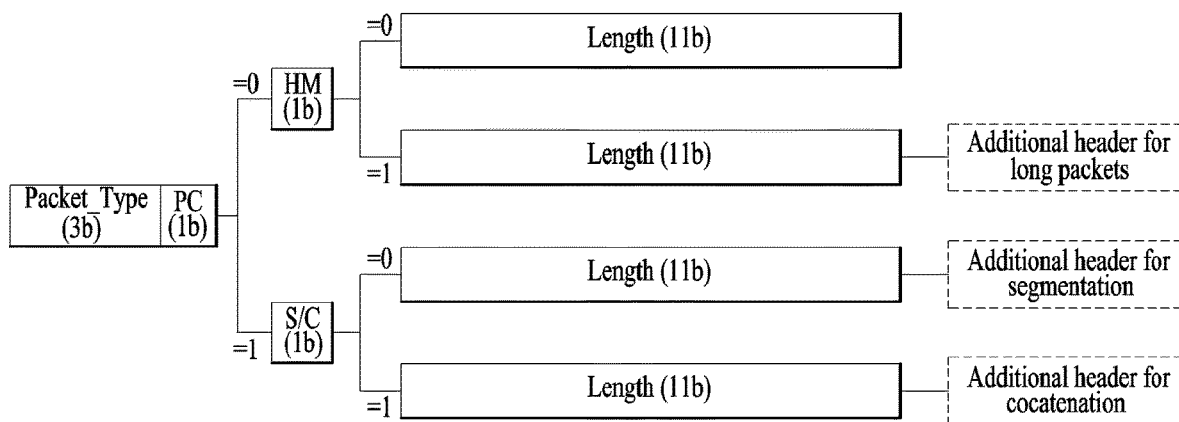 =0
Length (11b)
=0
HM
(1b)
=1
Length (11b)
Additional header for
long packets
Packet_Type
(3b)
PC
(1b)
=0
Length (11b)
Additional header for
segmentation
=1
S/C
(1b)
=1
Length (11b)
Additional header for
cocatenation